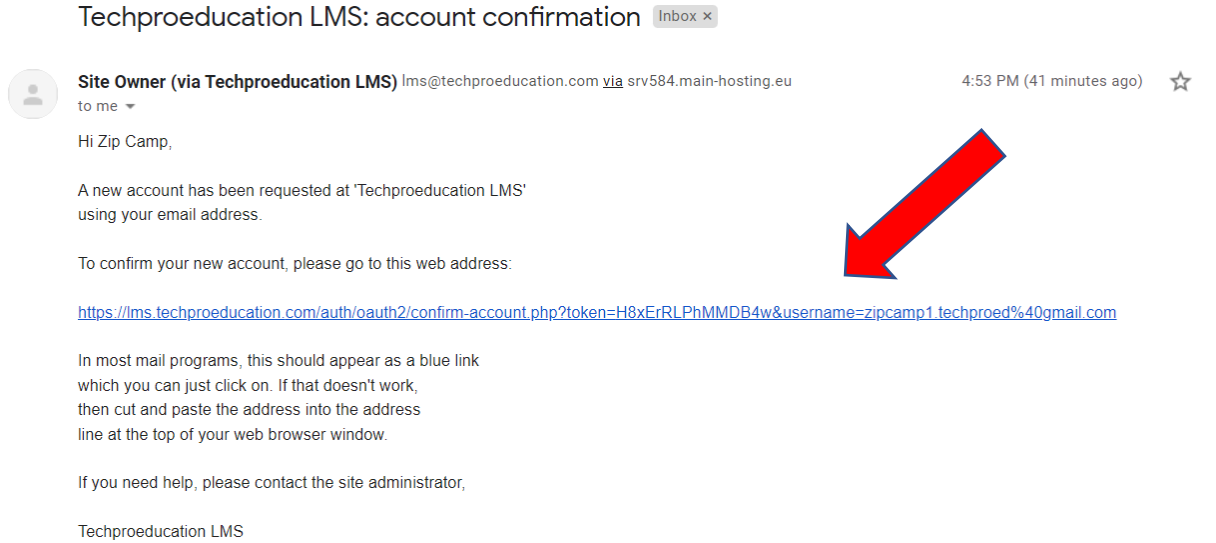 Techproeducation LMS: account confirmation Inbox ×
Site Owner (via Techproeducation LMS) lms@techproeducation.com via srv584.main-hosting.eu 4:53 PM (41 minutes ago)
to me
Hi Zip Camp,
A new account has been requested at 'Techproeducation LMS'
using your email address.
To confirm your new account, please go to this web address:
https://lms.techproeducation.com/auth/oauth2/confirm-account.php?token=H8xErRLPhMMDB4w&username=zipcamp1.techproed%40gmail.com
In most mail programs, this should appear as a blue link
which you can just click on. If that doesn't work,
then cut and paste the address into the address
line at the top of your web browser window.
If you need help, please contact the site administrator,
Techproeducation LMS